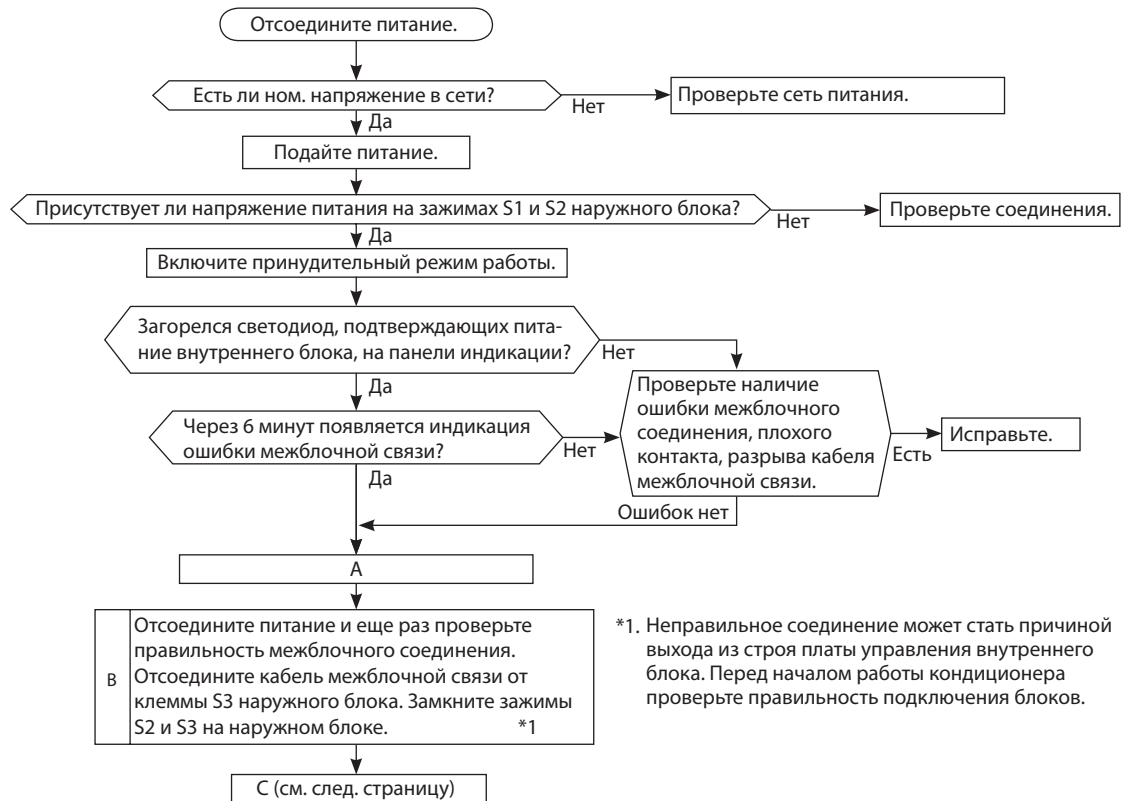 Отсоедините питание.
Есть ли ном. напряжение в сети?
Нет
Проверьте сеть питания.
Да
Подайте питание.
Присутствует ли напряжение питания на зажимах S1 и S2 наружного блока?
Нет
Проверьте соединения.
Да
Включите принудительный режим работы.
Загорелся светодиод, подтверждающих пита-
ние внутреннего блока, на панели индикации?
Нет
Да
Проверьте наличие
ошибки межблочного
соединения, плохого
контакта, разрыва кабеля
межблочной связи.
Через 6 минут появляется индикация
ошибки межблочной связи?
Нет
Есть
Исправьте.
Да
Ошибок нет
A
B
Отсоедините питание и еще раз проверьте
правильность межблочного соединения.
Отсоедините кабель межблочной связи от
клеммы S3 наружного блока. Замкните зажимы
S2 и S3 на наружном блоке. *1
*1. Неправильное соединение может стать причиной
выхода из строя платы управления внутреннего
блока. Перед началом работы кондиционера
проверьте правильность подключения блоков.
C (см. след. страницу)